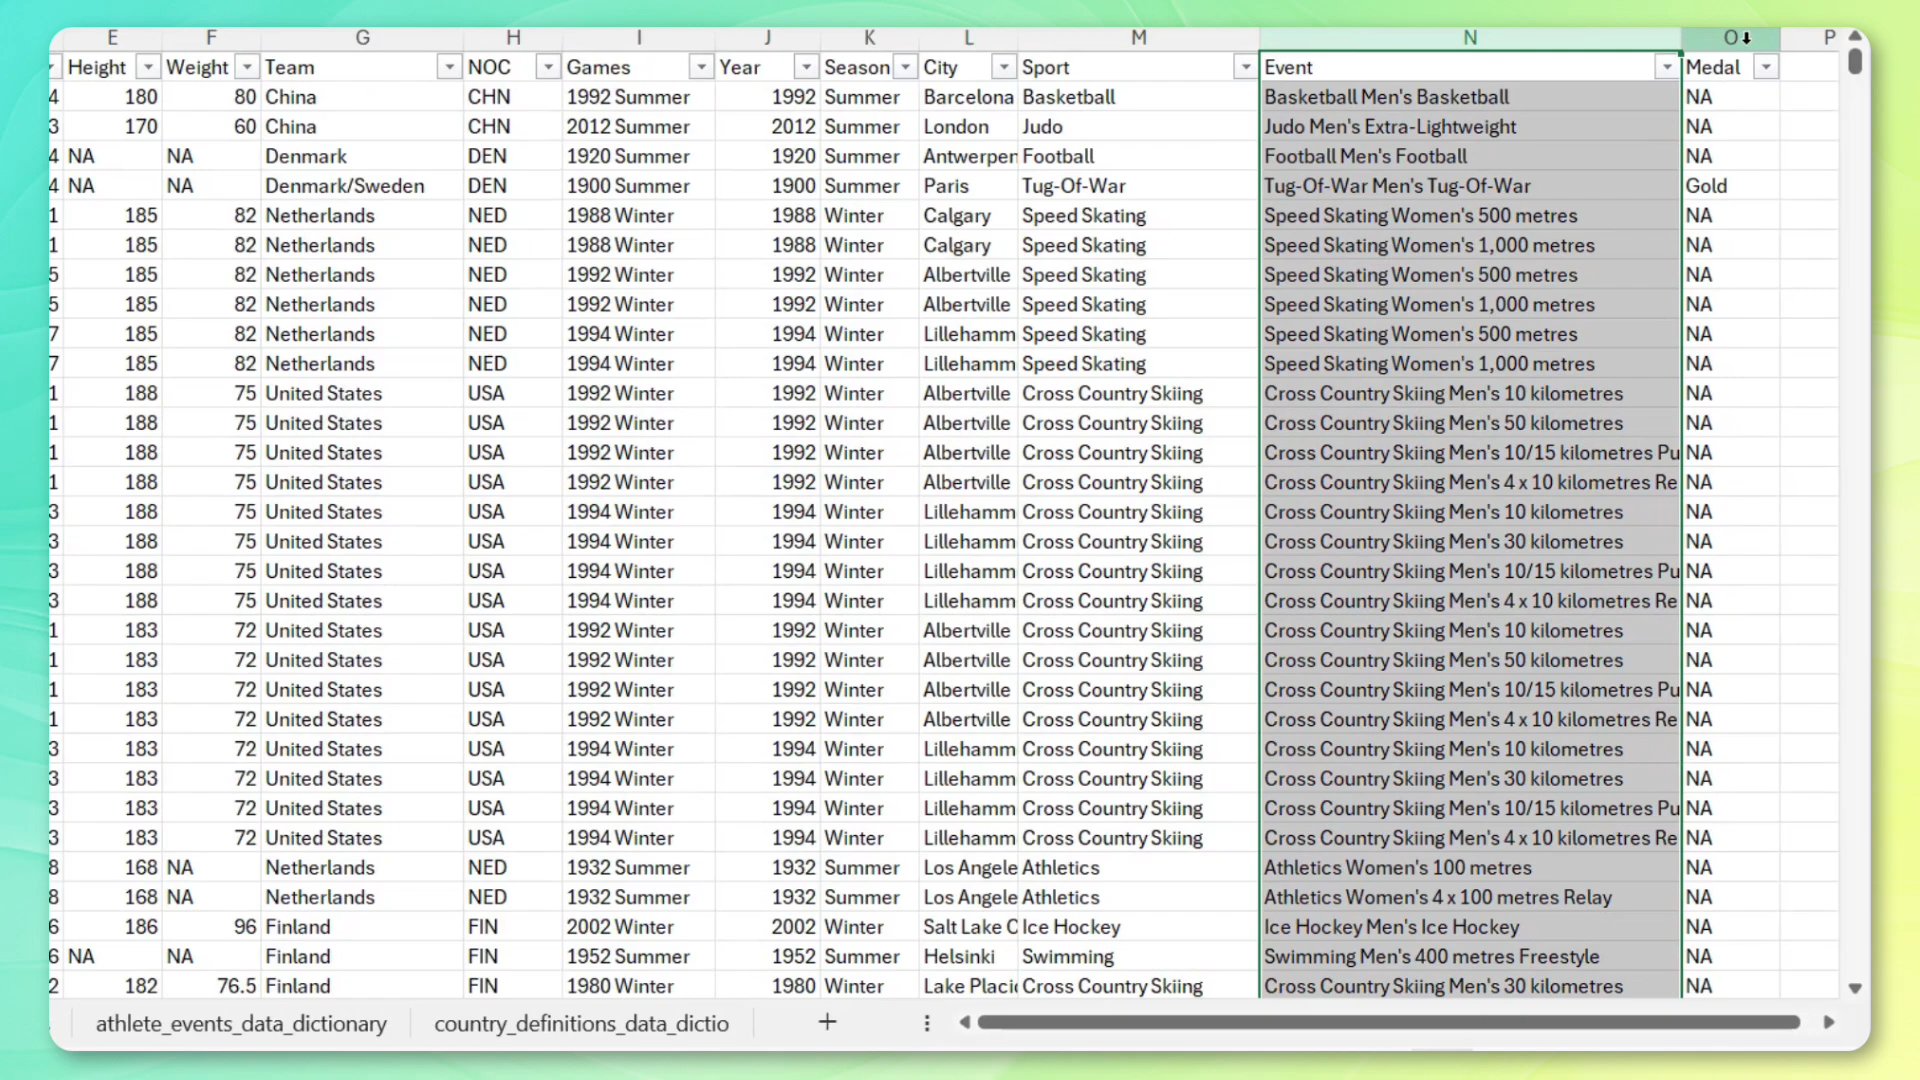 E F G H I J K L M N O P
Height Weight Team NOC Games Year Season City Sport Event Medal
4 180 80 China CHN 1992 Summer 1992 Summer Barcelona Basketball Basketball Men's Basketball NA
3 170 60 China CHN 2012 Summer 2012 Summer London Judo Judo Men's Extra-Lightweight NA
4 NA NA Denmark DEN 1920 Summer 1920 Summer Antwerpen Football Football Men's Football NA
4 NA NA Denmark/Sweden DEN 1900 Summer 1900 Summer Paris Tug-Of-War Tug-Of-War Men's Tug-Of-War Gold
1 185 82 Netherlands NED 1988 Winter 1988 Winter Calgary Speed Skating Speed Skating Women's 500 metres NA
1 185 82 Netherlands NED 1988 Winter 1988 Winter Calgary Speed Skating Speed Skating Women's 1,000 metres NA
5 185 82 Netherlands NED 1992 Winter 1992 Winter Albertville Speed Skating Speed Skating Women's 500 metres NA
5 185 82 Netherlands NED 1992 Winter 1992 Winter Albertville Speed Skating Speed Skating Women's 1,000 metres NA
7 185 82 Netherlands NED 1994 Winter 1994 Winter Lillehamm Speed Skating Speed Skating Women's 500 metres NA
7 185 82 Netherlands NED 1994 Winter 1994 Winter Lillehamm Speed Skating Speed Skating Women's 1,000 metres NA
1 188 75 United States USA 1992 Winter 1992 Winter Albertville Cross Country Skiing Cross Country Skiing Men's 10 kilometres NA
1 188 75 United States USA 1992 Winter 1992 Winter Albertville Cross Country Skiing Cross Country Skiing Men's 50 kilometres NA
1 188 75 United States USA 1992 Winter 1992 Winter Albertville Cross Country Skiing Cross Country Skiing Men's 10/15 kilometres Pu NA
1 188 75 United States USA 1992 Winter 1992 Winter Albertville Cross Country Skiing Cross Country Skiing Men's 4 x 10 kilometres Re NA
3 188 75 United States USA 1994 Winter 1994 Winter Lillehamm Cross Country Skiing Cross Country Skiing Men's 10 kilometres NA
3 188 75 United States USA 1994 Winter 1994 Winter Lillehamm Cross Country Skiing Cross Country Skiing Men's 30 kilometres NA
3 188 75 United States USA 1994 Winter 1994 Winter Lillehamm Cross Country Skiing Cross Country Skiing Men's 10/15 kilometres Pu NA
3 188 75 United States USA 1994 Winter 1994 Winter Lillehamm Cross Country Skiing Cross Country Skiing Men's 4 x 10 kilometres Re NA
1 183 72 United States USA 1992 Winter 1992 Winter Albertville Cross Country Skiing Cross Country Skiing Men's 10 kilometres NA
1 183 72 United States USA 1992 Winter 1992 Winter Albertville Cross Country Skiing Cross Country Skiing Men's 50 kilometres NA
1 183 72 United States USA 1992 Winter 1992 Winter Albertville Cross Country Skiing Cross Country Skiing Men's 10/15 kilometres Pu NA
1 183 72 United States USA 1992 Winter 1992 Winter Albertville Cross Country Skiing Cross Country Skiing Men's 4 x 10 kilometres Re NA
3 183 72 United States USA 1994 Winter 1994 Winter Lillehamm Cross Country Skiing Cross Country Skiing Men's 10 kilometres NA
3 183 72 United States USA 1994 Winter 1994 Winter Lillehamm Cross Country Skiing Cross Country Skiing Men's 30 kilometres NA
3 183 72 United States USA 1994 Winter 1994 Winter Lillehamm Cross Country Skiing Cross Country Skiing Men's 10/15 kilometres Pu NA
3 183 72 United States USA 1994 Winter 1994 Winter Lillehamm Cross Country Skiing Cross Country Skiing Men's 4 x 10 kilometres Re NA
8 168 NA Netherlands NED 1932 Summer 1932 Summer Los Angele Athletics Athletics Women's 100 metres NA
8 168 NA Netherlands NED 1932 Summer 1932 Summer Los Angele Athletics Athletics Women's 4 x 100 metres Relay NA
6 186 96 Finland FIN 2002 Winter 2002 Winter Salt Lake C Ice Hockey Ice Hockey Men's Ice Hockey NA
6 NA NA Finland FIN 1952 Summer 1952 Summer Helsinki Swimming Swimming Men's 400 metres Freestyle NA
2 182 76.5 Finland FIN 1980 Winter 1980 Winter Lake Placi Cross Country Skiing Cross Country Skiing Men's 30 kilometres NA
athlete_events_data_dictionary country_definitions_data_dictio +